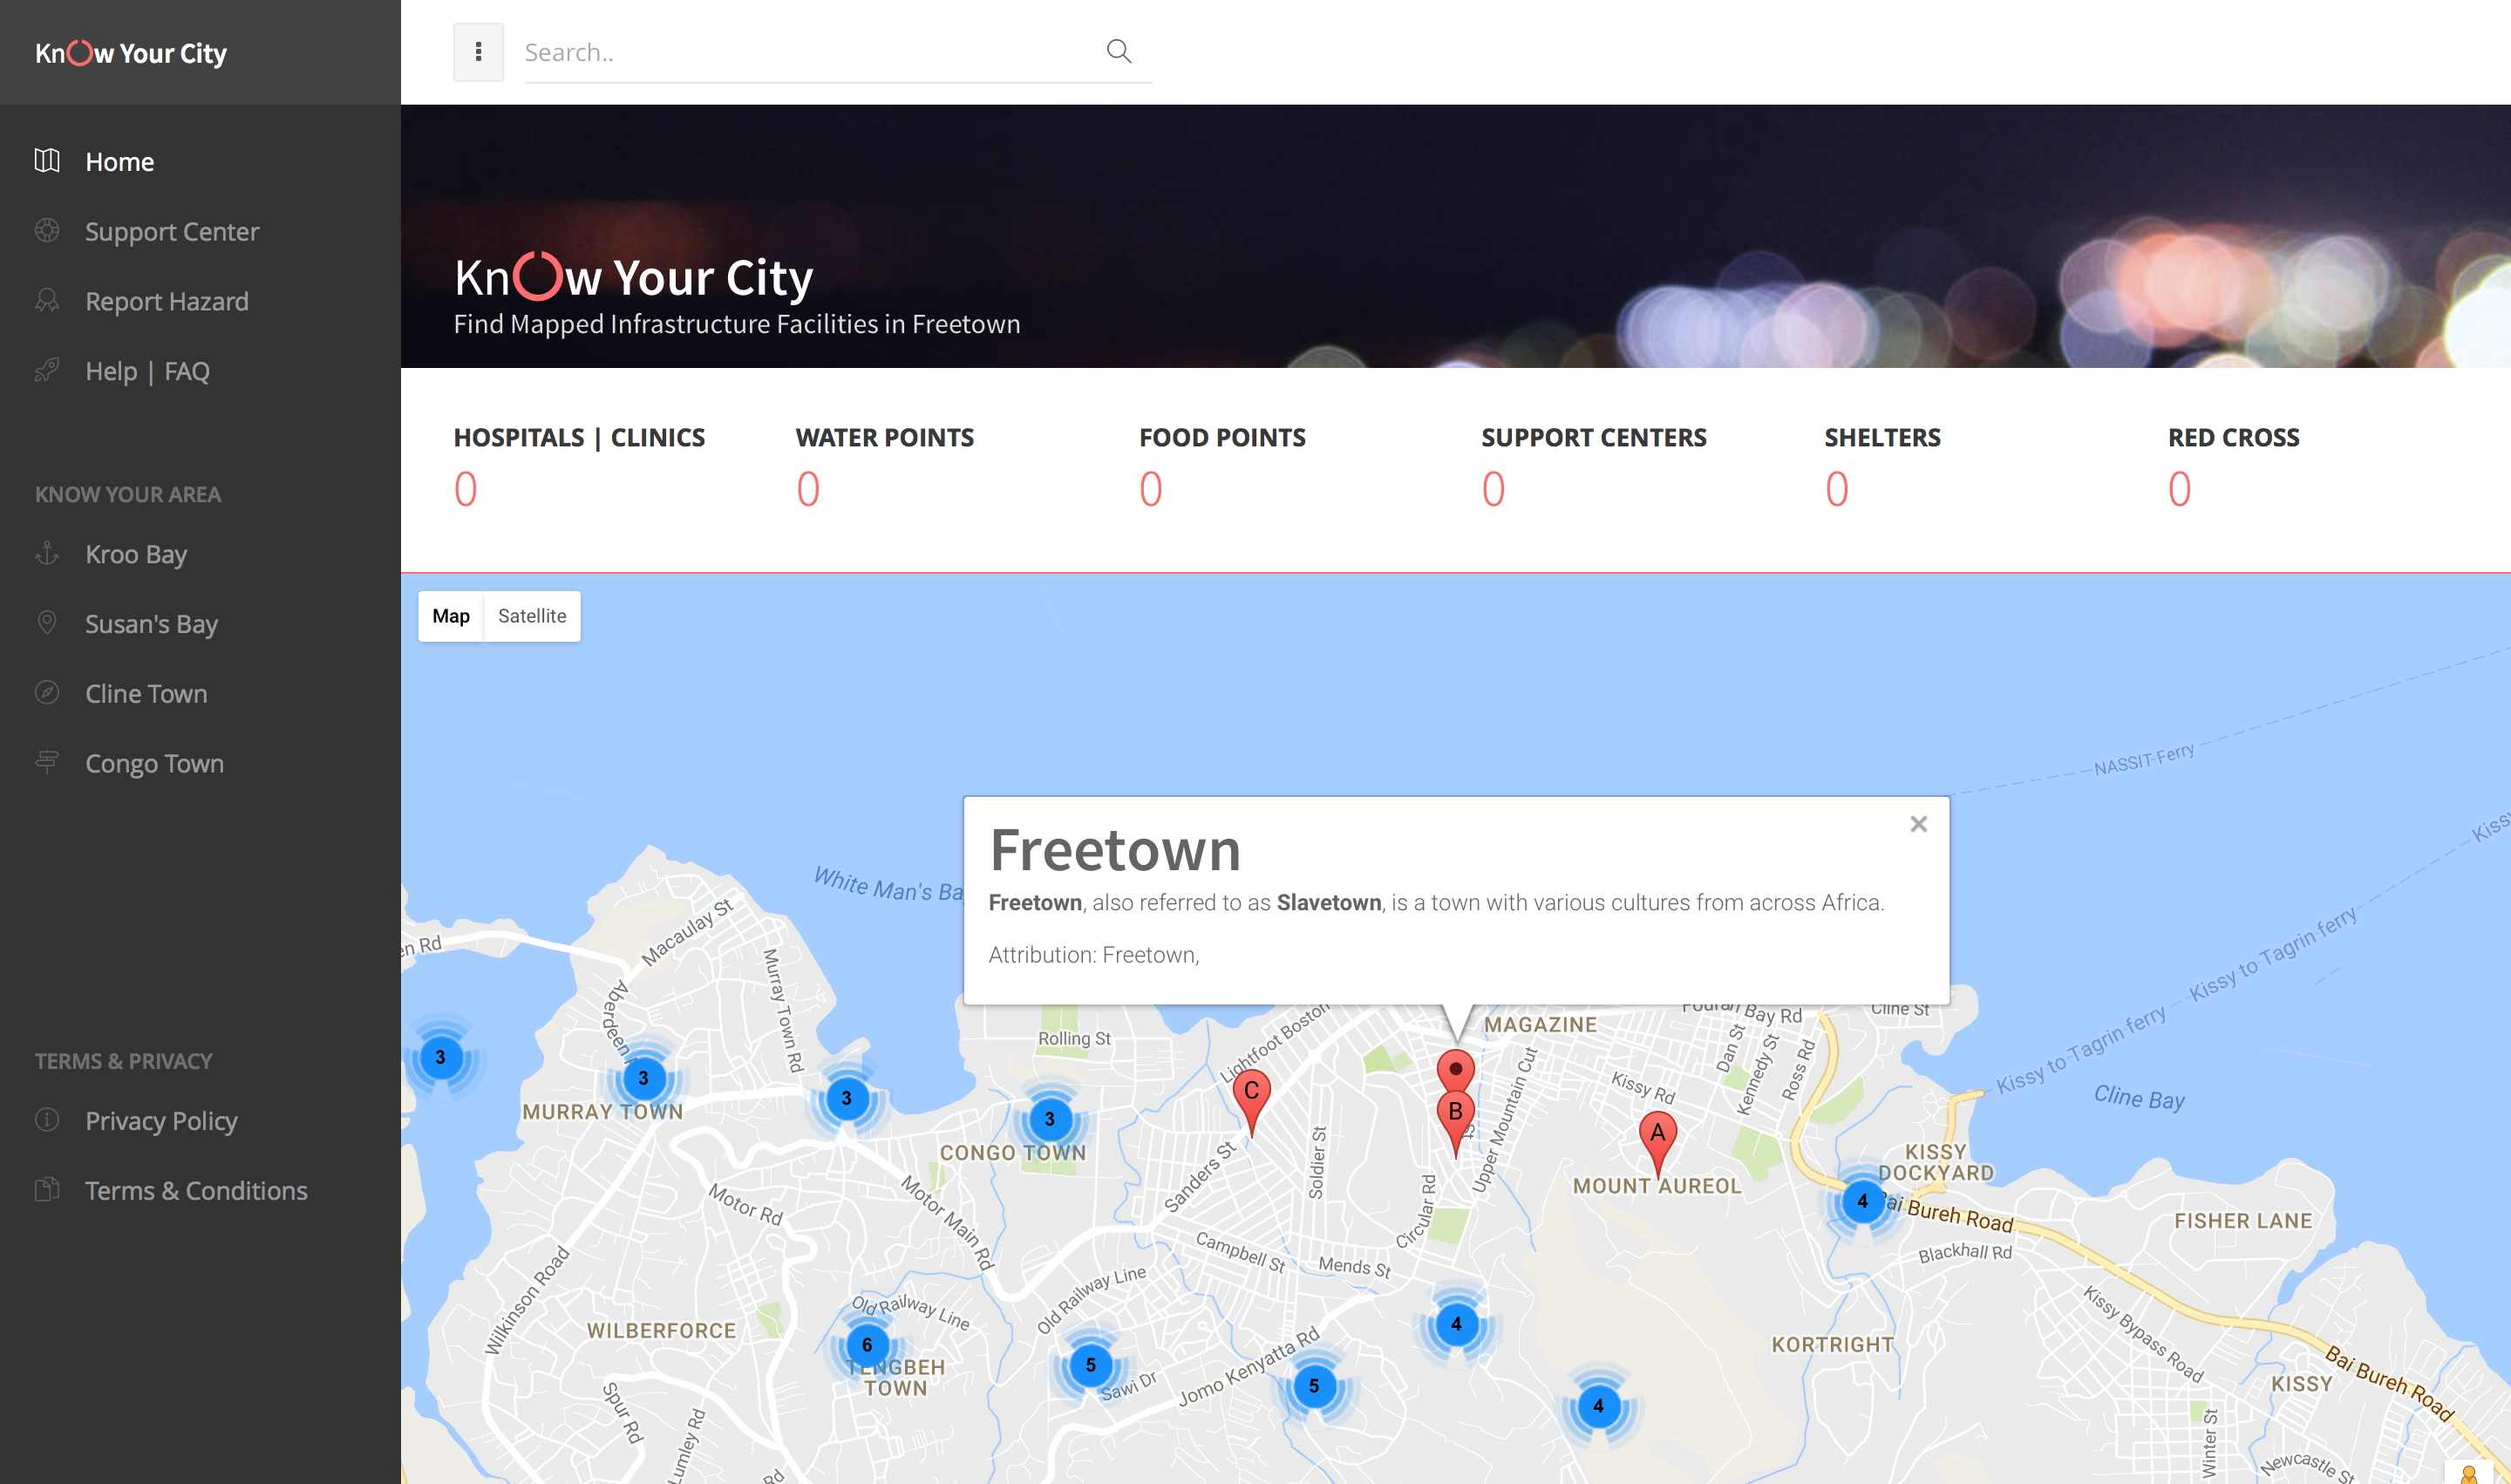 KnOw Your City
Home
Support Center
Report Hazard
Help | FAQ
KNOW YOUR AREA
Kroo Bay
Susan's Bay
Cline Town
Congo Town
TERMS & PRIVACY
Privacy Policy
Terms & Conditions
Search..
KnOw Your City
Find Mapped Infrastructure Facilities in Freetown
HOSPITALS | CLINICS
0
WATER POINTS
0
FOOD POINTS
0
SUPPORT CENTERS
0
SHELTERS
0
RED CROSS
0
Map Satellite
NASSIT Ferry
Freetown
Freetown, also referred to as Slavetown, is a town with various cultures from across Africa.
Attribution: Freetown,
White Man's Ba
Kissy
Kissy to Tagrin ferry
Kissy to Tagrin ferry
Cline Bay
en Rd
Macaulay St
Murray Town Rd
Aberdeen
Rolling St
Lightfoot Boston
MAGAZINE
Bay Rd
Cline St
Dan St
Kennedy St
Ross Rd
Kissy Rd
Upper Mountain Cut
3
3
3
3
C
B
A
MURRAY TOWN
CONGO TOWN
MOUNT AUREOL
KISSY
DOCKYARD
4
Bai Bureh Road
FISHER LANE
Blackhall Rd
Motor Rd
Motor Main Rd
Sanders St
Soldier St
Circular Rd
Campbell St
Mends St
Old Railway Line
Old Railway Line
Wilkinson Road
WILBERFORCE
6
TENGBEH
TOWN
5
Sawi Dr
Jomo Kenyatta Rd
5
4
4
KORTRIGHT
Kissy Bypass Road
Bai Bureh Road
KISSY
Spur Rd
Lumley Rd
Rd
Winter St
Newcastle St